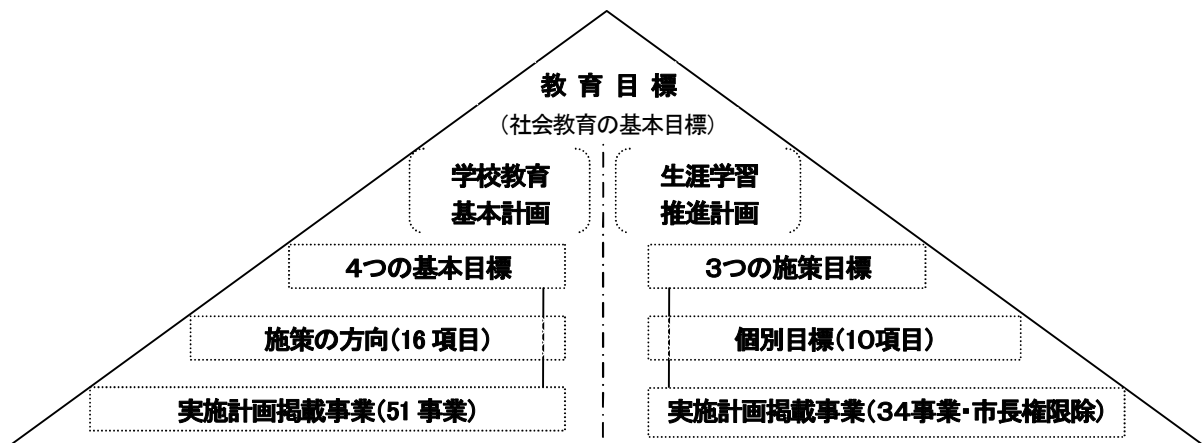 教 育 目 標
（社会教育の基本目標）
学校教育
基本計画
生涯学習
推進計画
４つの基本目標
３つの施策目標
施策の方向（16 項目）
個別目標（１０項目）
実施計画掲載事業（51 事業）
実施計画掲載事業（３４事業・市長権限除）